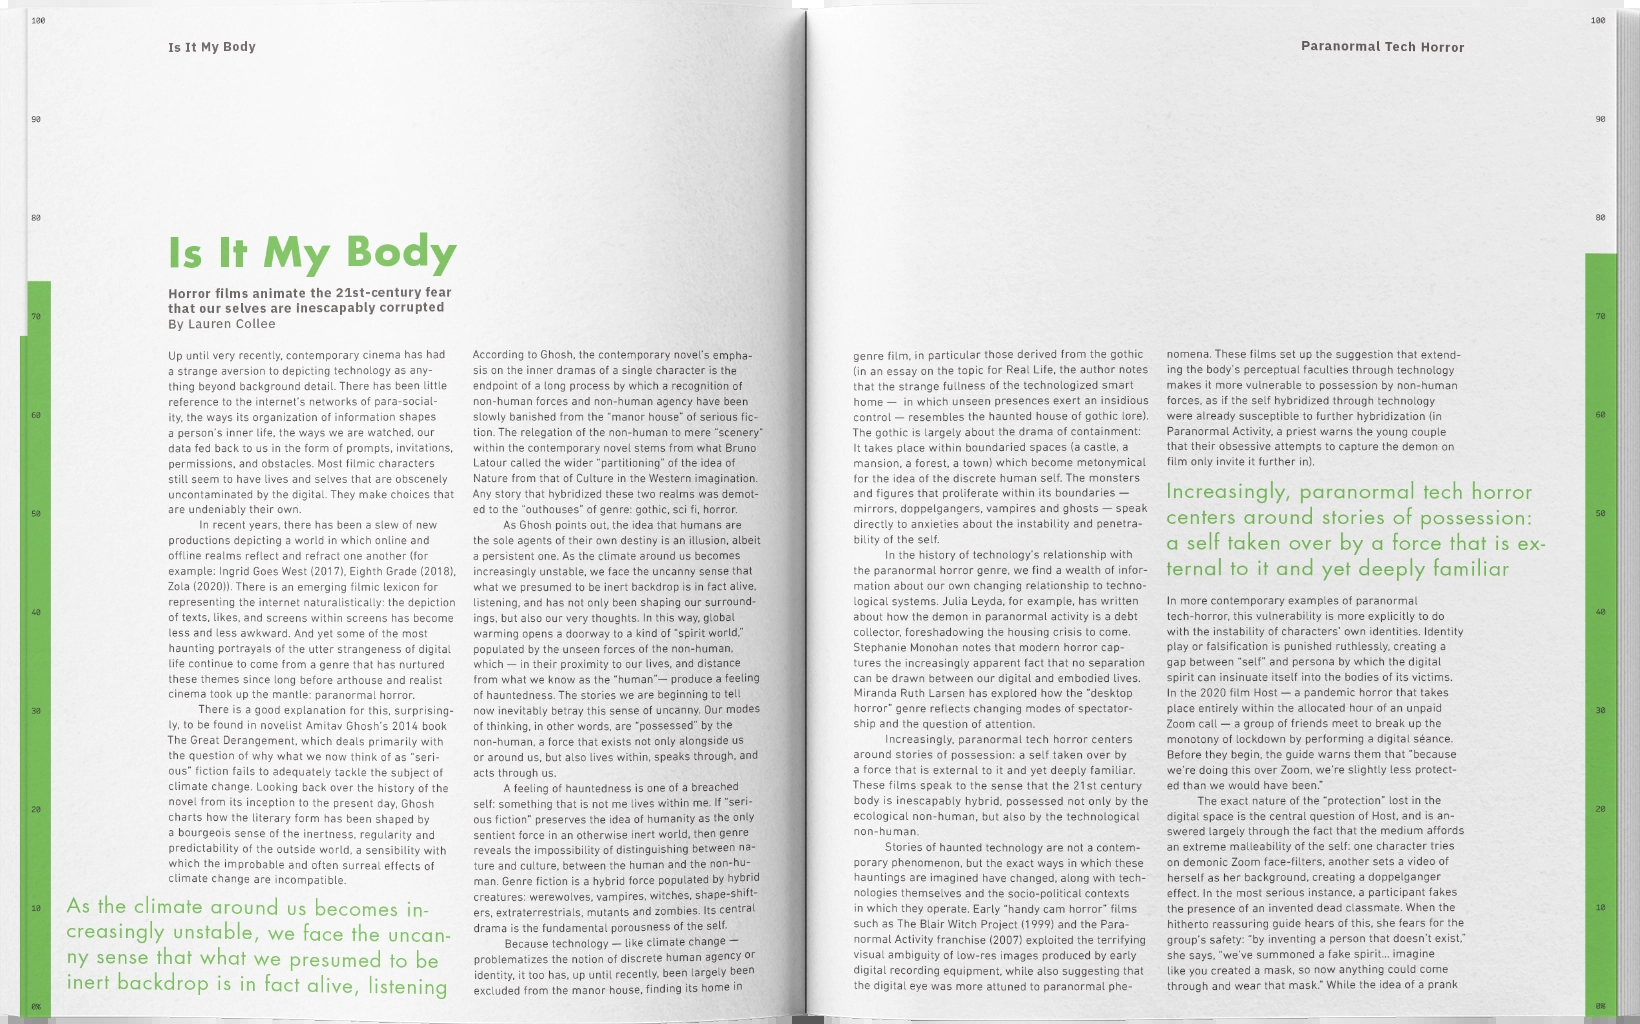 100
90
80
70
60
50
40
30
20
10
0%
Is It My Body
Is It My Body
Horror films animate the 21st-century fear
that our selves are inescapably corrupted
By Lauren Collee
Up until very recently, contemporary cinema has had
a strange aversion to depicting technology as any-
thing beyond background detail. There has been little
reference to the internet's networks of para-social-
ity, the ways its organization of information shapes
a person's inner life, the ways we are watched, our
data fed back to us in the form of prompts, invitations,
permissions, and obstacles. Most filmic characters
still seem to have lives and selves that are obscenely
uncontaminated by the digital. They make choices that
are undeniably their own.
In recent years, there has been a slew of new
productions depicting a world in which online and
offline realms reflect and refract one another (for
example: Ingrid Goes West (2017), Eighth Grade (2018),
Zola (2020)). There is an emerging filmic lexicon for
representing the internet naturalistically: the depiction
of texts, likes, and screens within screens has become
less and less awkward. And yet some of the most
haunting portrayals of the utter strangeness of digital
life continue to come from a genre that has nurtured
these themes since long before arthouse and realist
cinema took up the mantle: paranormal horror.
There is a good explanation for this, surprising-
ly, to be found in novelist Amitav Ghosh's 2014 book
The Great Derangement, which deals primarily with
the question of why what we now think of as "seri-
ous" fiction fails to adequately tackle the subject of
climate change. Looking back over the history of the
novel from its inception to the present day, Ghosh
charts how the literary form has been shaped by
a bourgeois sense of the inertness, regularity and
predictability of the outside world, a sensibility with
which the improbable and often surreal effects of
climate change are incompatible.
As the climate around us becomes in-
creasingly unstable, we face the uncan-
ny sense that what we presumed to be
inert backdrop is in fact alive, listening
According to Ghosh, the contemporary novel's empha-
sis on the inner dramas of a single character is the
endpoint of a long process by which a recognition of
non-human forces and non-human agency have been
slowly banished from the "manor house" of serious fic-
tion. The relegation of the non-human to mere "scenery"
within the contemporary novel stems from what Bruno
Latour called the wider "partitioning" of the idea of
Nature from that of Culture in the Western imagination.
Any story that hybridized these two realms was demot-
ed to the "outhouses" of genre: gothic, sci fi, horror.
As Ghosh points out, the idea that humans are
the sole agents of their own destiny is an illusion, albeit
a persistent one. As the climate around us becomes
increasingly unstable, we face the uncanny sense that
what we presumed to be inert backdrop is in fact alive,
listening, and has not only been shaping our surround-
ings, but also our very thoughts. In this way, global
warming opens a doorway to a kind of "spirit world,"
populated by the unseen forces of the non-human,
which — in their proximity to our lives, and distance
from what we know as the "human"— produce a feeling
of hauntedness. The stories we are beginning to tell
now inevitably betray this sense of uncanny. Our modes
of thinking, in other words, are "possessed" by the
non-human, a force that exists not only alongside us
or around us, but also lives within, speaks through, and
acts through us.
A feeling of hauntedness is one of a breached
self: something that is not me lives within me. If "seri-
ous fiction" preserves the idea of humanity as the only
sentient force in an otherwise inert world, then genre
reveals the impossibility of distinguishing between na-
ture and culture, between the human and the non-hu-
man. Genre fiction is a hybrid force populated by hybrid
creatures: werewolves, vampires, witches, shape-shift-
ers, extraterrestrials, mutants and zombies. Its central
drama is the fundamental porousness of the self.
Because technology — like climate change —
problematizes the notion of discrete human agency or
identity, it too has, up until recently, been largely been
excluded from the manor house, finding its home in
Paranormal Tech Horror
genre film, in particular those derived from the gothic
(in an essay on the topic for Real Life, the author notes
that the strange fullness of the technologized smart
home — in which unseen presences exert an insidious
control — resembles the haunted house of gothic lore).
The gothic is largely about the drama of containment:
It takes place within boundaried spaces (a castle, a
mansion, a forest, a town) which become metonymical
for the idea of the discrete human self. The monsters
and figures that proliferate within its boundaries —
mirrors, doppelgangers, vampires and ghosts — speak
directly to anxieties about the instability and penetra-
bility of the self.
In the history of technology's relationship with
the paranormal horror genre, we find a wealth of infor-
mation about our own changing relationship to techno-
logical systems. Julia Leyda, for example, has written
about how the demon in paranormal activity is a debt
collector, foreshadowing the housing crisis to come.
Stephanie Monohan notes that modern horror cap-
tures the increasingly apparent fact that no separation
can be drawn between our digital and embodied lives.
Miranda Ruth Larsen has explored how the "desktop
horror" genre reflects changing modes of spectator-
ship and the question of attention.
Increasingly, paranormal tech horror centers
around stories of possession: a self taken over by
a force that is external to it and yet deeply familiar.
These films speak to the sense that the 21st century
body is inescapably hybrid, possessed not only by the
ecological non-human, but also by the technological
non-human.
Stories of haunted technology are not a contem-
porary phenomenon, but the exact ways in which these
hauntings are imagined have changed, along with tech-
nologies themselves and the socio-political contexts
in which they operate. Early "handy cam horror" films
such as The Blair Witch Project (1999) and the Para-
normal Activity franchise (2007) exploited the terrifying
visual ambiguity of low-res images produced by early
digital recording equipment, while also suggesting that
the digital eye was more attuned to paranormal phe-
nomena. These films set up the suggestion that extend-
ing the body's perceptual faculties through technology
makes it more vulnerable to possession by non-human
forces, as if the self hybridized through technology
were already susceptible to further hybridization (in
Paranormal Activity, a priest warns the young couple
that their obsessive attempts to capture the demon on
film only invite it further in).
Increasingly, paranormal tech horror
centers around stories of possession:
a self taken over by a force that is ex-
ternal to it and yet deeply familiar
In more contemporary examples of paranormal
tech-horror, this vulnerability is more explicitly to do
with the instability of characters' own identities. Identity
play or falsification is punished ruthlessly, creating a
gap between "self" and persona by which the digital
spirit can insinuate itself into the bodies of its victims.
In the 2020 film Host — a pandemic horror that takes
place entirely within the allocated hour of an unpaid
Zoom call — a group of friends meet to break up the
monotony of lockdown by performing a digital séance.
Before they begin, the guide warns them that "because
we're doing this over Zoom, we're slightly less protect-
ed than we would have been."
The exact nature of the "protection" lost in the
digital space is the central question of Host, and is an-
swered largely through the fact that the medium affords
an extreme malleability of the self: one character tries
on demonic Zoom face-filters, another sets a video of
herself as her background, creating a doppelganger
effect. In the most serious instance, a participant fakes
the presence of an invented dead classmate. When the
hitherto reassuring guide hears of this, she fears for the
group's safety: "by inventing a person that doesn't exist,"
she says, "we've summoned a fake spirit... imagine
like you created a mask, so now anything could come
through and wear that mask." While the idea of a prank
100
90
80
70
60
50
40
30
20
10
0%